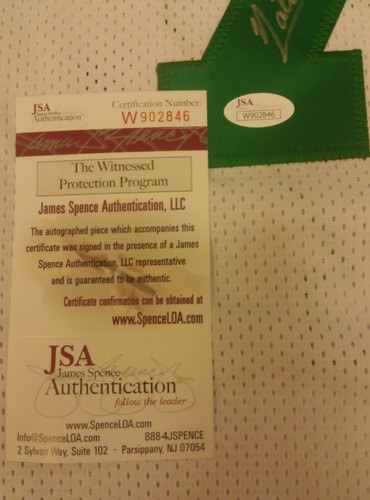 JSA
James Spence
Authentication
Certification Number:
W902846
The Witnessed
Protection Program
James Spence Authentication, LLC
The autographed piece which accompanies this
certificate was signed in the presence of a James
Spence Authentication, LLC representative
and is guaranteed to be authentic.
Certificate confirmation can be obtained at
www.SpenceLOA.com
JSA
James Spence
Authentication
follow the leader
www.SpenceLOA.com
Info@SpenceLOA.com 888-4JSPENCE
2 Sylvan Way, Suite 102 · Parsippany, NJ 07054
JSA
W902846